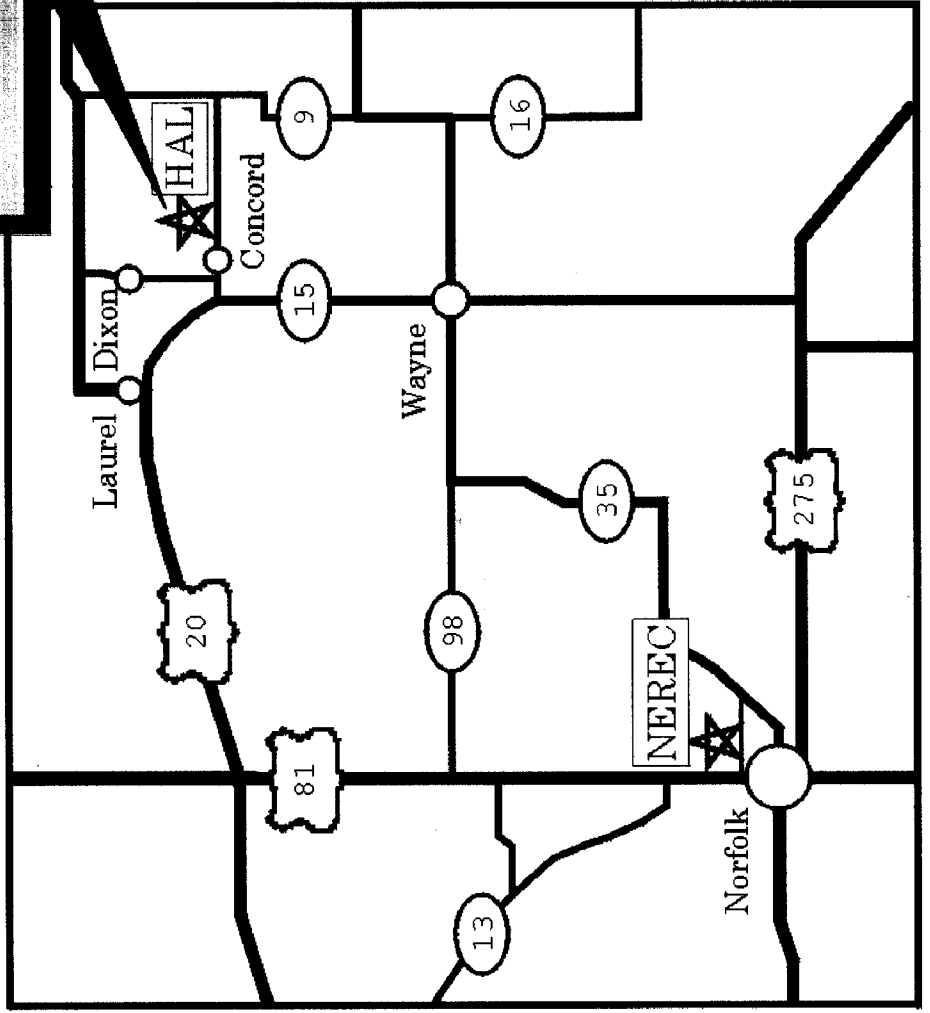 Laurel
Dixon
20
HAL
Concord
81
15
9
Wayne
98
13
16
35
NEREC
Norfolk
275